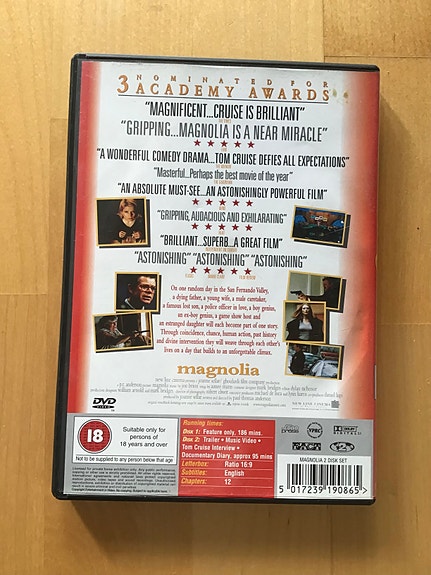 NOMINATED FOR
3 ACADEMY AWARDS
"MAGNIFICENT...CRUISE IS BRILLIANT"
"GRIPPING...MAGNOLIA IS A NEAR MIRACLE"
"A WONDERFUL COMEDY DRAMA...TOM CRUISE DEFIES ALL EXPECTATIONS"
"Masterful...Perhaps the best movie of the year"
"AN ABSOLUTE MUST-SEE...AN ASTONISHINGLY POWERFUL FILM"
"GRIPPING, AUDACIOUS AND EXHILARATING"
"BRILLIANT...SUPERB...A GREAT FILM"
"ASTONISHING" "ASTONISHING" "ASTONISHING"
On one random day in the San Fernando Valley,
a dying father, a young wife, a male caretaker,
a famous lost son, a police officer in love, a boy genius,
an ex-boy genius, a game show host and
an estranged daughter will each become part of one story.
Through coincidence, chance, human action, past history
and divine intervention they will weave through each other's
lives on a day that builds to an unforgettable climax.
magnolia
NEW LINE CINEMA
DVD
VIDEO
18
Suitable only for
persons of
18 years and over
Not to be supplied to any person below that age
Running times:
Disc 1: Feature only, 186 mins.
Disc 2: Trailer • Music Video •
Tom Cruise Interview •
Documentary Diary, approx 95 mins
Letterbox: Ratio 16:9
Subtitles: English
Chapters: 12
VPRC
DOLBY
DIGITAL
MAGNOLIA 2 DISK SET
5 017239 190865 >